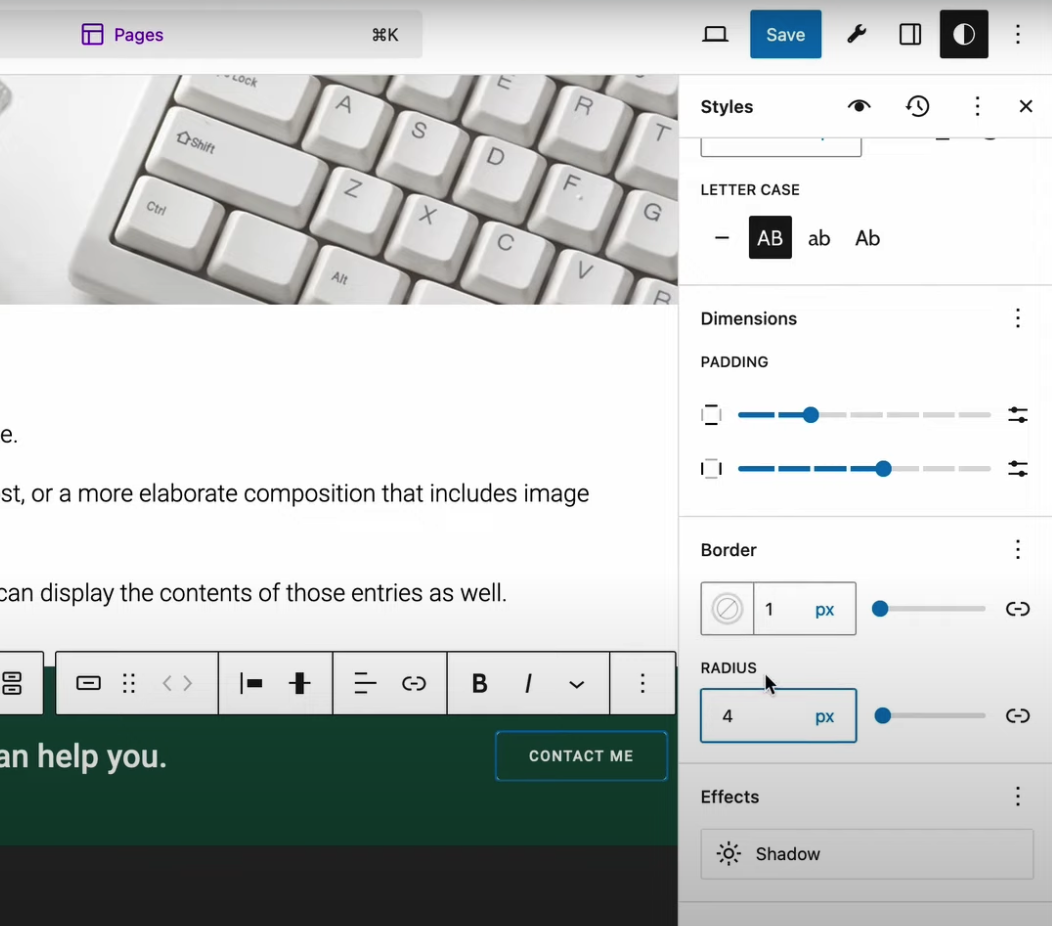 Pages ⌘K
Save
Styles
Lock
A
E
R
T
Shift
S
D
F
G
Ctrl
Z
X
C
V
Alt
LETTER CASE
– AB ab Ab
Dimensions
PADDING
e.
st, or a more elaborate composition that includes image
can display the contents of those entries as well.
Border
1 px
RADIUS
4 px
B I
an help you.
CONTACT ME
Effects
Shadow